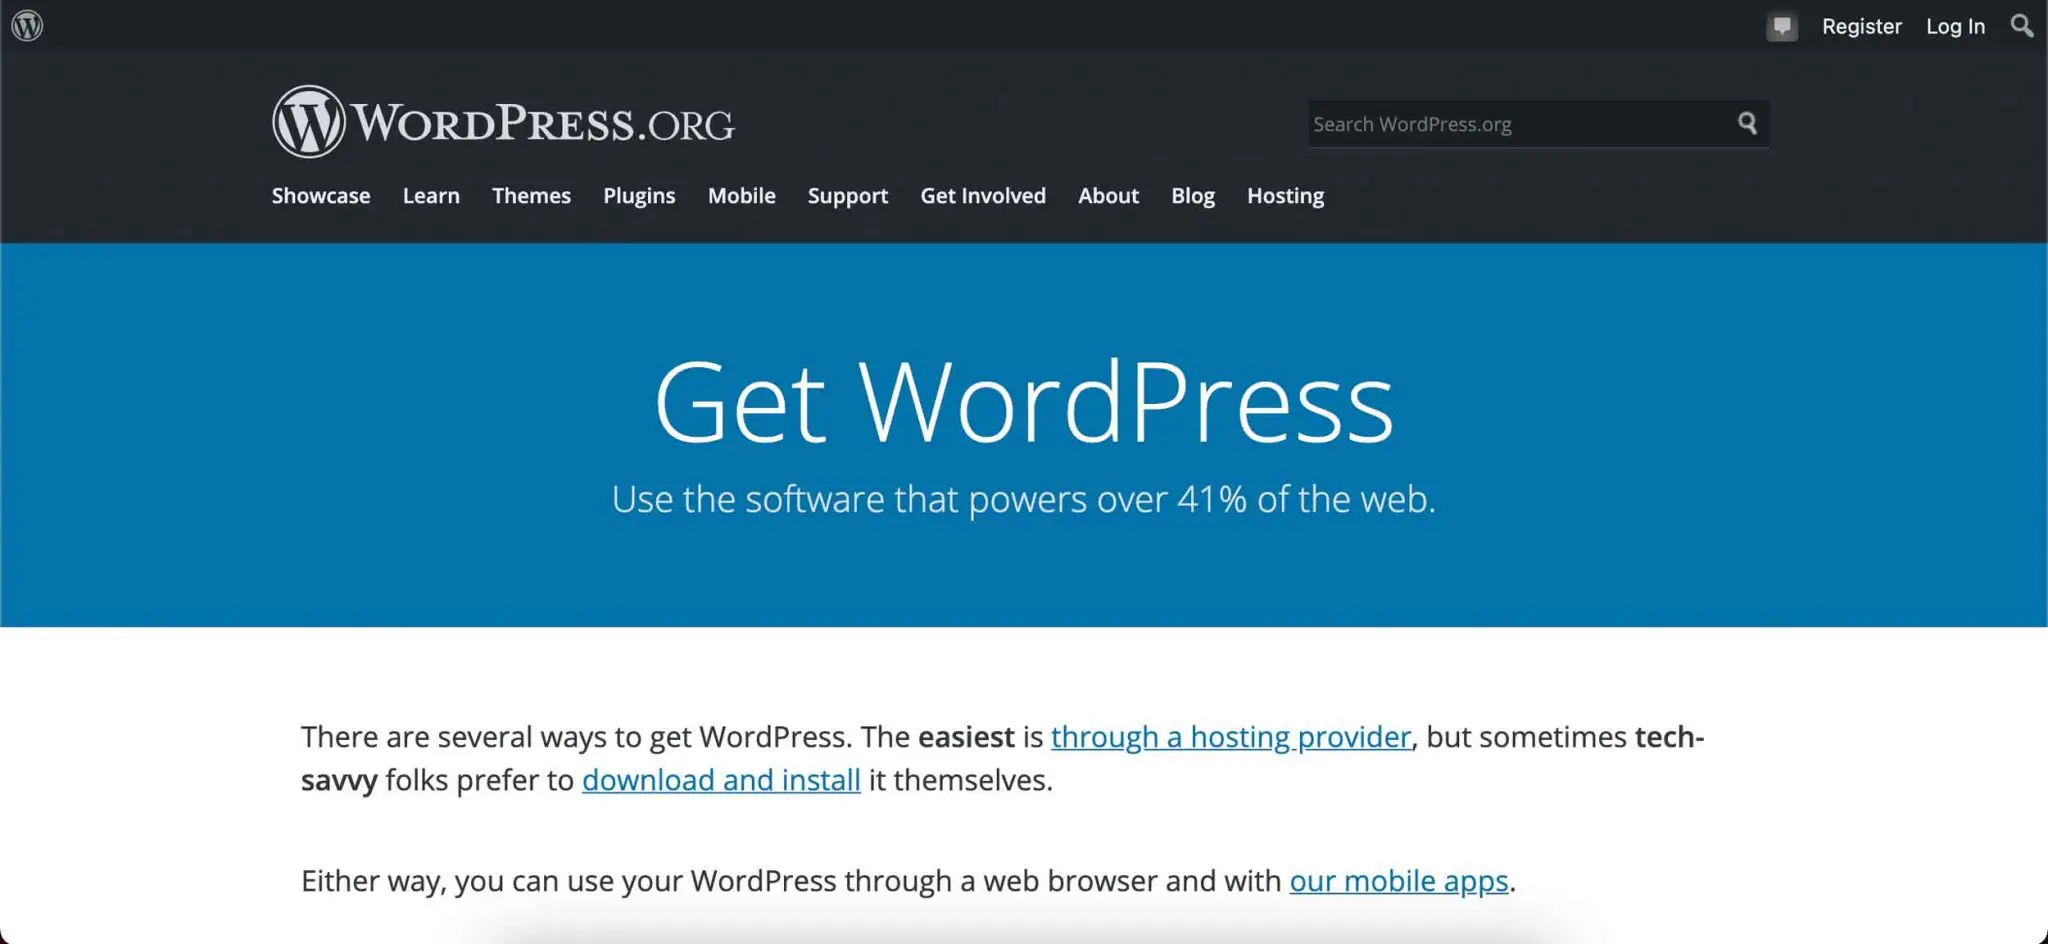 Register Log In
WORDPRESS.ORG
Search WordPress.org
Showcase Learn Themes Plugins Mobile Support Get Involved About Blog Hosting
Get WordPress
Use the software that powers over 41% of the web.
There are several ways to get WordPress. The easiest is through a hosting provider, but sometimes tech-
savvy folks prefer to download and install it themselves.
Either way, you can use your WordPress through a web browser and with our mobile apps.